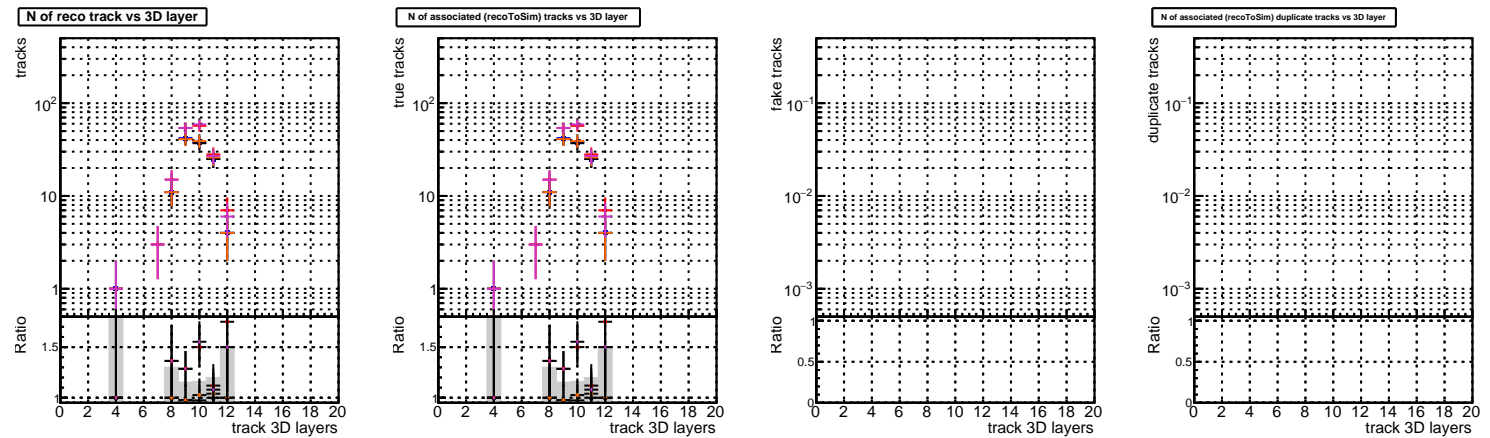 N of reco track vs 3D layer
tracks
10²
10
1
Ratio
1.5
1
0 2 4 6 8 10 12 14 16 18 20
track 3D layers
N of associated (recoToSim) tracks vs 3D layer
true tracks
10²
10
1
Ratio
1.5
1
0 2 4 6 8 10 12 14 16 18 20
track 3D layers
fake tracks
10⁻¹
10⁻²
10⁻³
Ratio
1
0.5
0
0 2 4 6 8 10 12 14 16 18 20
track 3D layers
N of associated (recoToSim) duplicate tracks vs 3D layer
duplicate tracks
10⁻¹
10⁻²
10⁻³
Ratio
1
0.5
0
0 2 4 6 8 10 12 14 16 18 20
track 3D layers